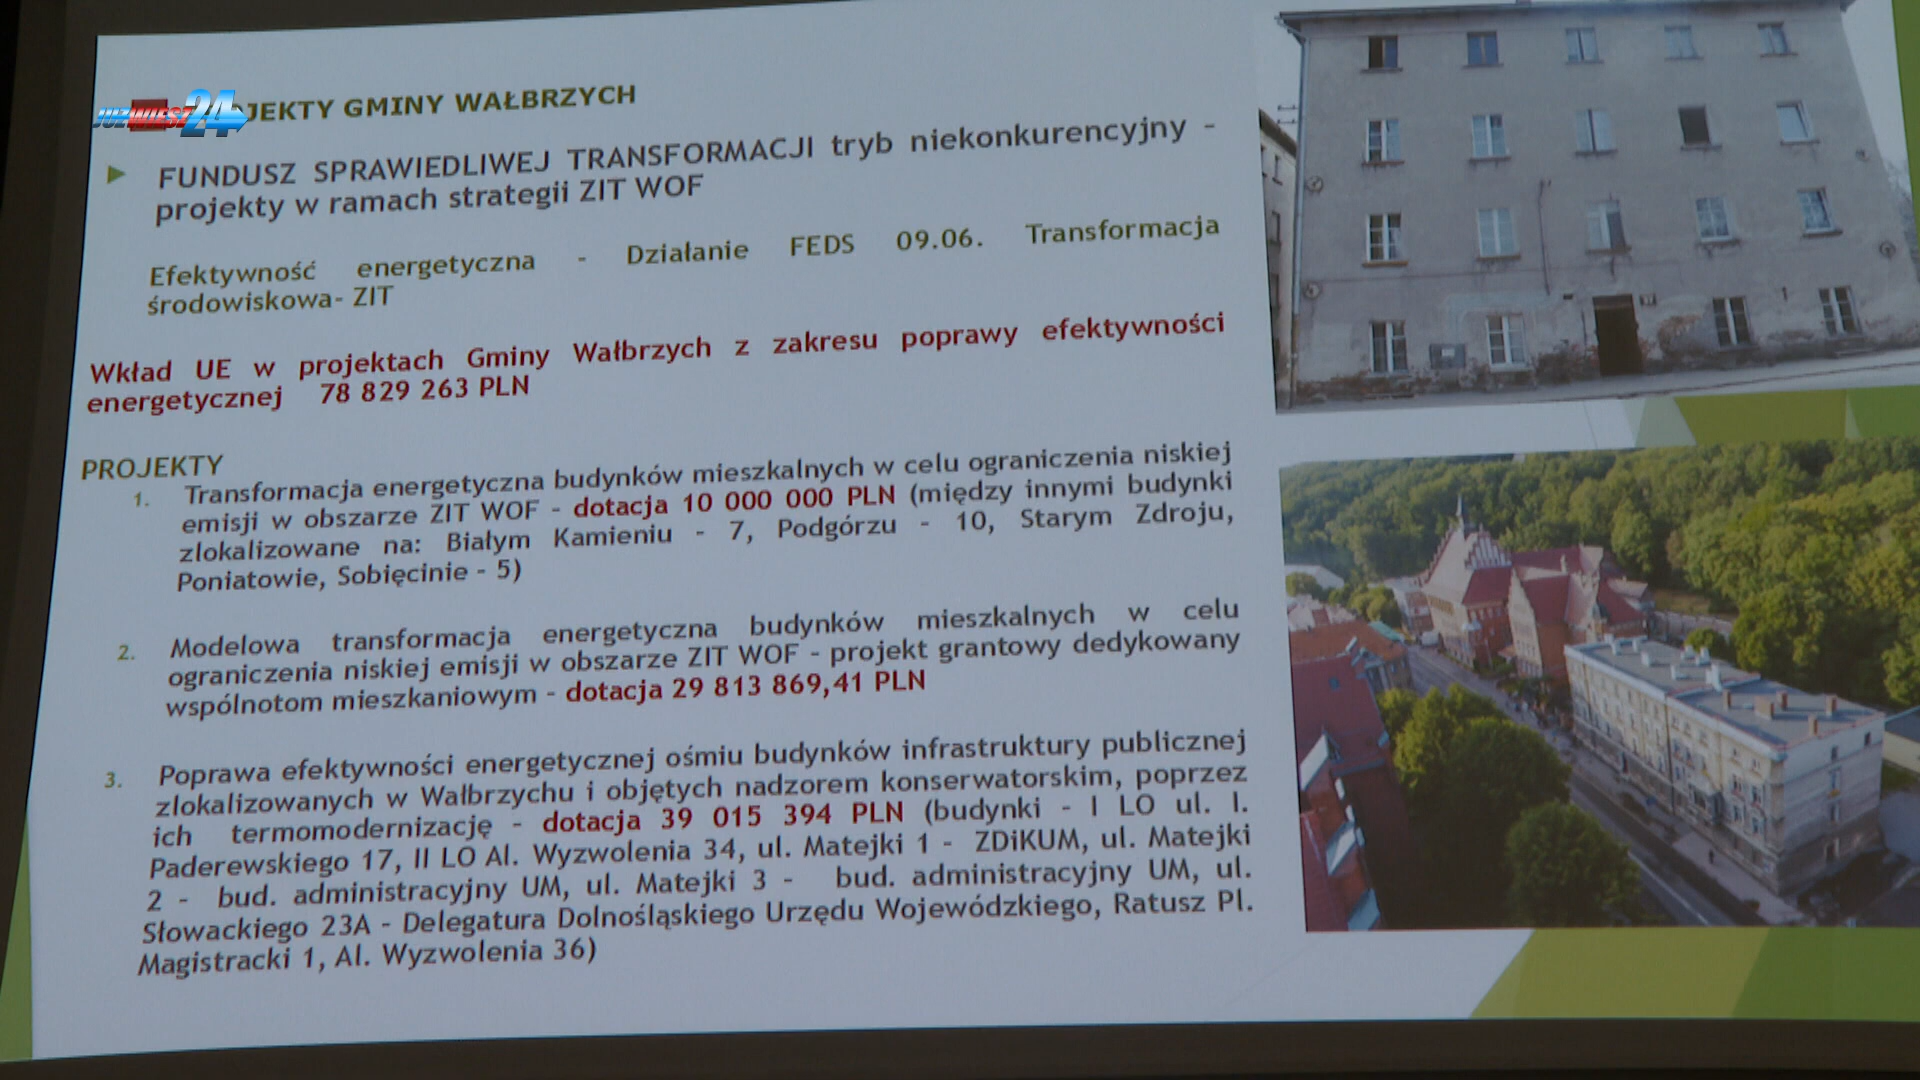 JUŻ WIESZ 24
JEKTY GMINY WAŁBRZYCH
FUNDUSZ SPRAWIEDLIWEJ TRANSFORMACJI tryb niekonkurencyjny -
projekty w ramach strategii ZIT WOF
Efektywność energetyczna - Działanie FEDS 09.06. Transformacja
środowiskowa- ZIT
Wkład UE w projektach Gminy Wałbrzych z zakresu poprawy efektywności
energetycznej 78 829 263 PLN
PROJEKTY
1. Transformacja energetyczna budynków mieszkalnych w celu ograniczenia niskiej
emisji w obszarze ZIT WOF - dotacja 10 000 000 PLN (między innymi budynki
zlokalizowane na: Białym Kamieniu - 7, Podgórzu - 10, Starym Zdroju,
Poniatowie, Sobięcinie - 5)
2. Modelowa transformacja energetyczna budynków mieszkalnych w celu
ograniczenia niskiej emisji w obszarze ZIT WOF - projekt grantowy dedykowany
wspólnotom mieszkaniowym - dotacja 29 813 869,41 PLN
3. Poprawa efektywności energetycznej ośmiu budynków infrastruktury publicznej
zlokalizowanych w Wałbrzychu i objętych nadzorem konserwatorskim, poprzez
ich termomodernizację - dotacja 39 015 394 PLN (budynki - I LO ul. I.
Paderewskiego 17, II LO Al. Wyzwolenia 34, ul. Matejki 1 - ZDiKUM, ul. Matejki
2 - bud. administracyjny UM, ul. Matejki 3 - bud. administracyjny UM, ul.
Słowackiego 23A - Delegatura Dolnośląskiego Urzędu Wojewódzkiego, Ratusz Pl.
Magistracki 1, Al. Wyzwolenia 36)